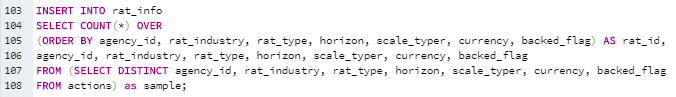 103 INSERT INTO rat_info
104 SELECT COUNT(*) OVER
105 (ORDER BY agency_id, rat_industry, rat_type, horizon, scale_typer, currency, backed_flag) AS rat_id,
106 agency_id, rat_industry, rat_type, horizon, scale_typer, currency, backed_flag
107 FROM (SELECT DISTINCT agency_id, rat_industry, rat_type, horizon, scale_typer, currency, backed_flag
108 FROM actions) as sample;